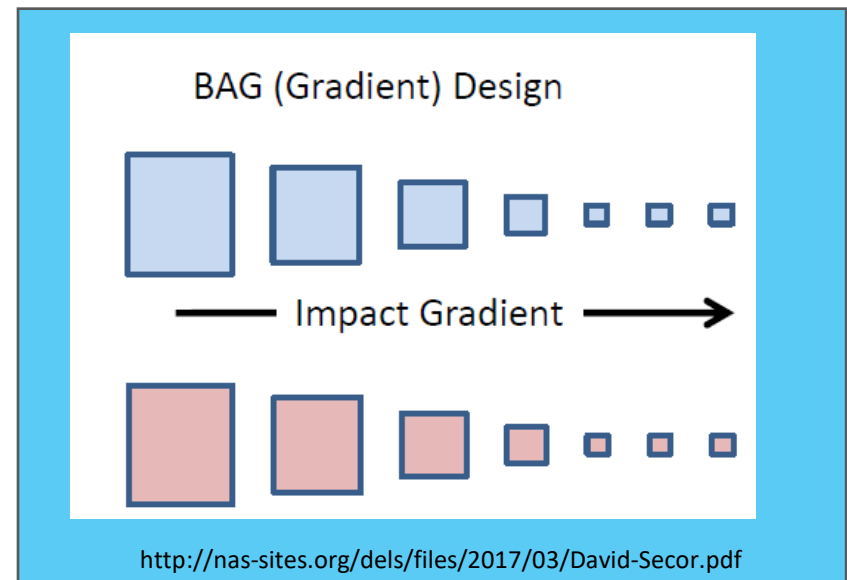 BAG (Gradient) Design
Impact Gradient
http://nas-sites.org/dels/files/2017/03/David-Secor.pdf